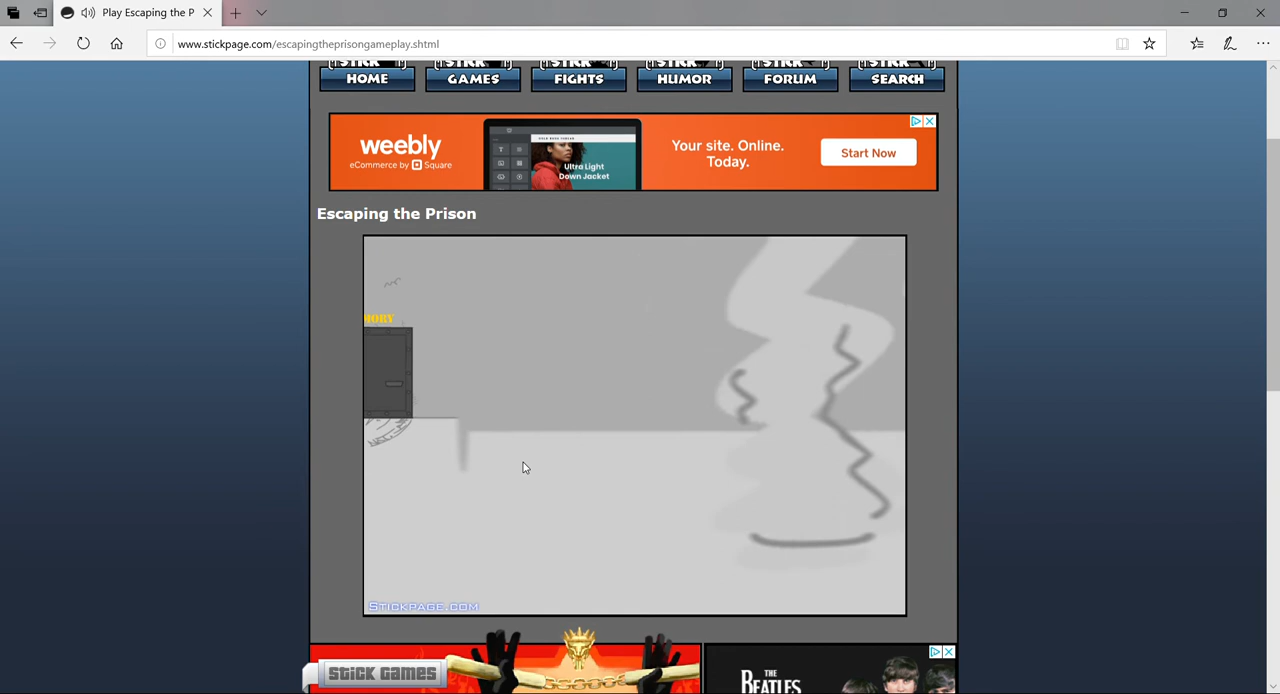 Play Escaping the P
www.stickpage.com/escapingtheprisongameplay.shtml
HOME GAMES FIGHTS HUMOR FORUM SEARCH
weebly
eCommerce by Square
Ultra Light
Down Jacket
Your site. Online.
Today.
Start Now
Escaping the Prison
MORY
STICKPAGE.COM
STICK GAMES
THE
BEATLES